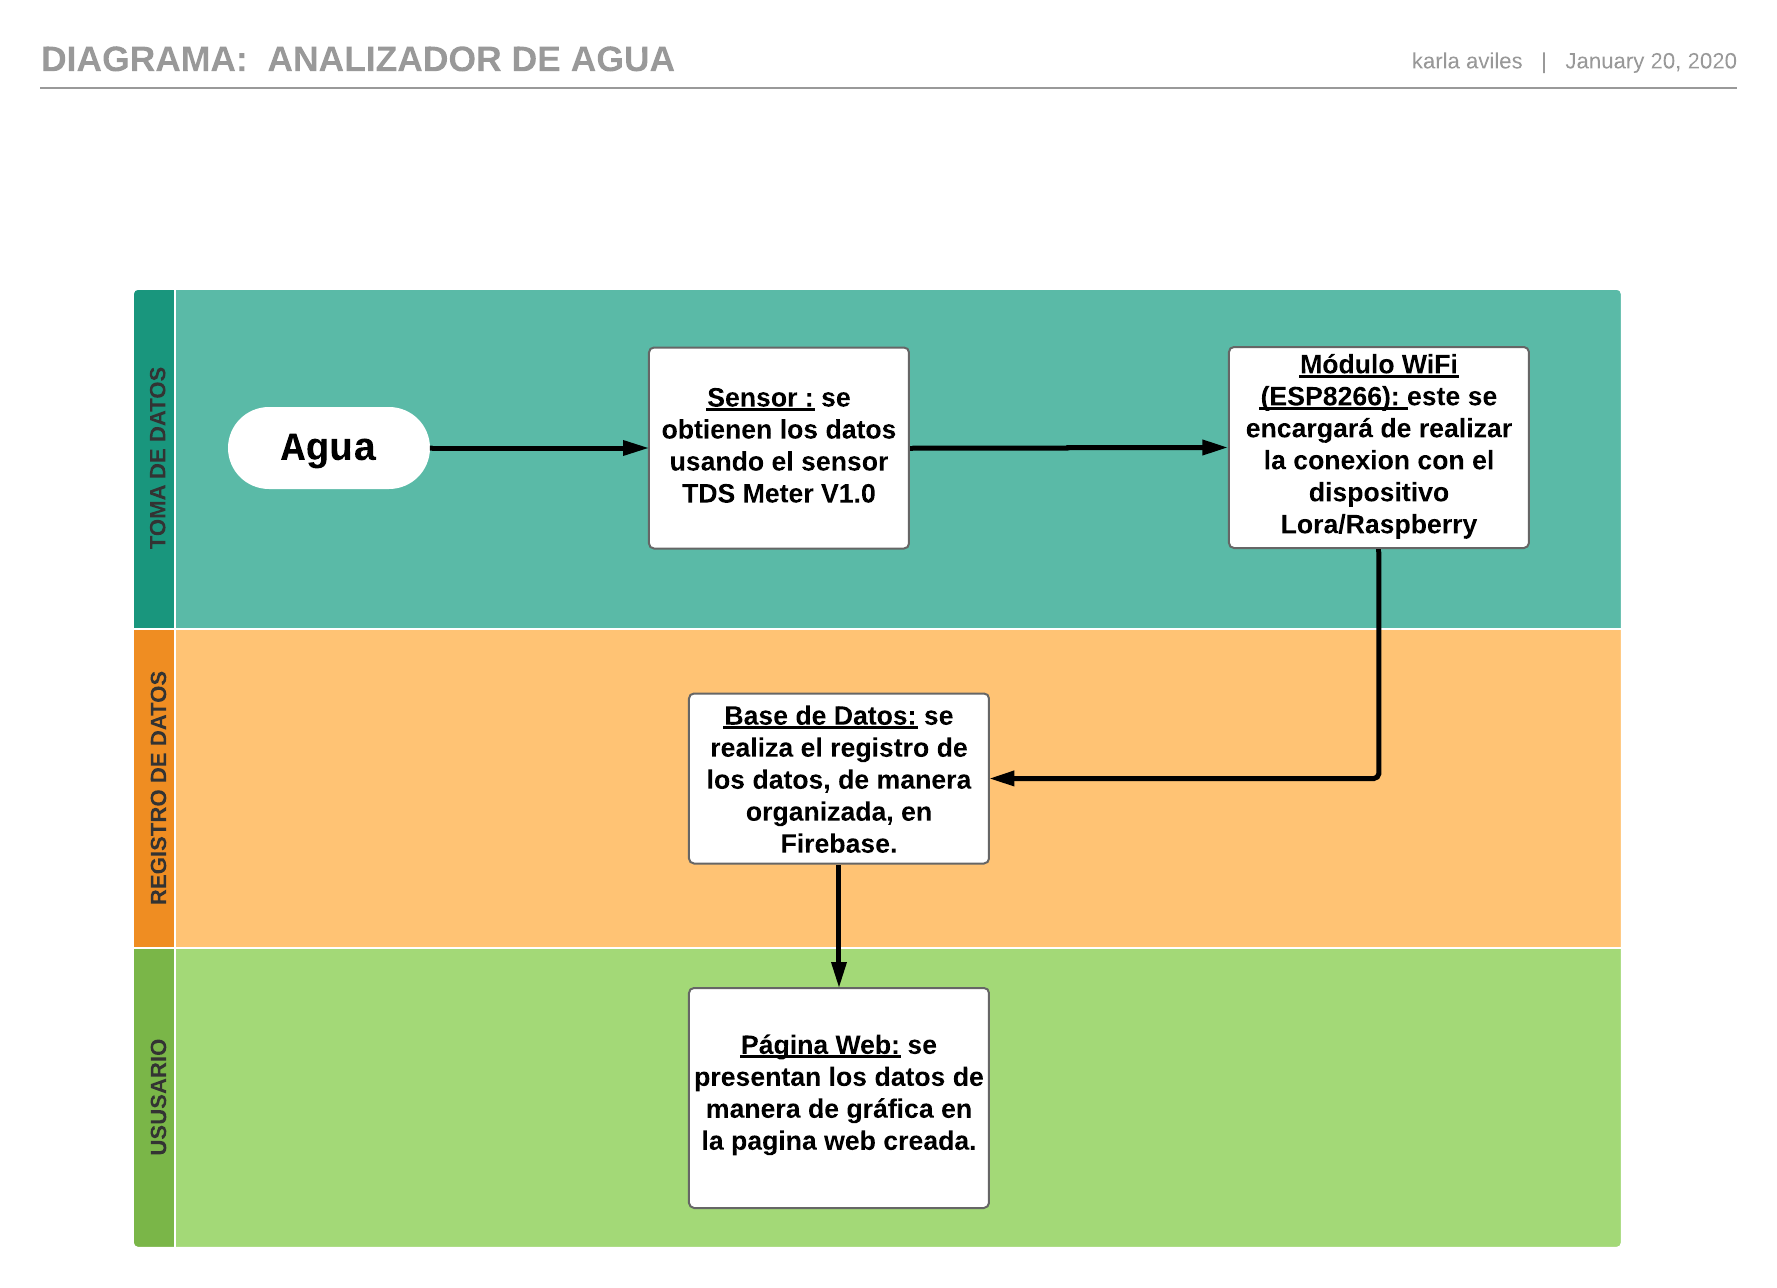 DIAGRAMA:  ANALIZADOR DE AGUA
karla aviles | January 20, 2020
TOMA DE DATOS
Agua
Sensor : se
obtienen los datos
usando el sensor
TDS Meter V1.0
Módulo WiFi
(ESP8266): este se
encargará de realizar
la conexion con el
dispositivo
Lora/Raspberry
REGISTRO DE DATOS
Base de Datos: se
realiza el registro de
los datos, de manera
organizada, en
Firebase.
USUSARIO
Página Web: se
presentan los datos de
manera de gráfica en
la pagina web creada.